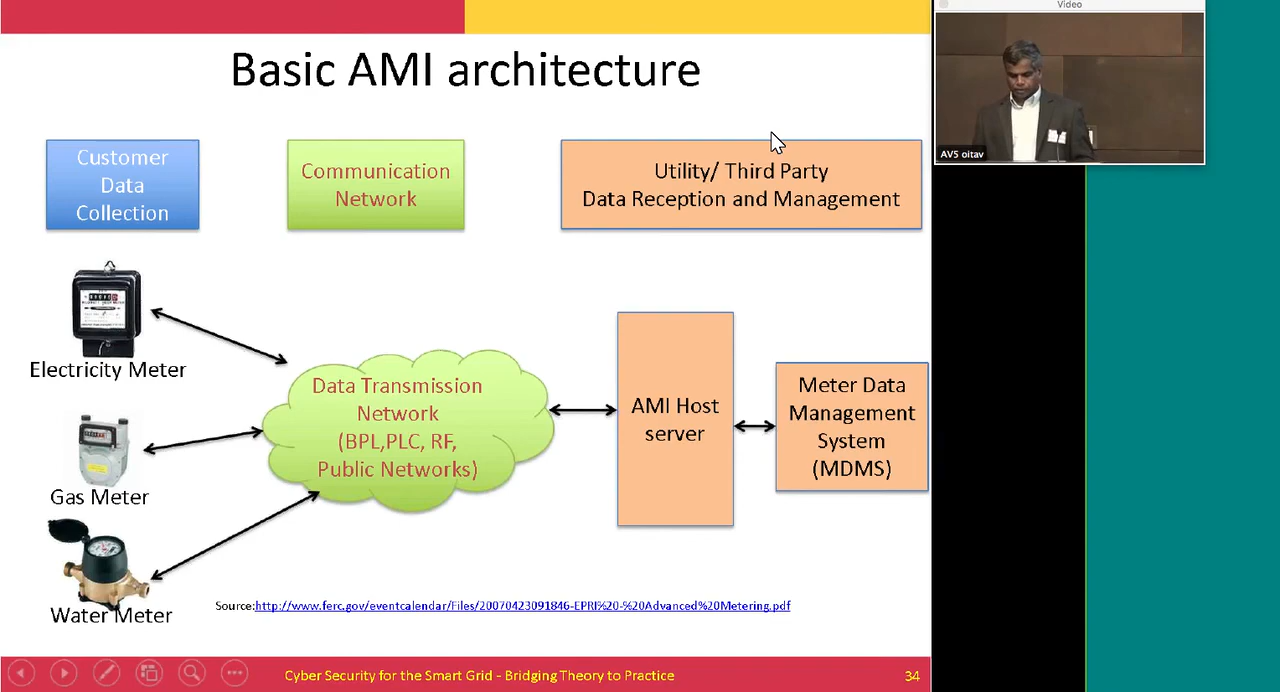 Video
Basic AMI architecture
Customer
Data
Collection
Communication
Network
Utility/ Third Party
Data Reception and Management
AV5 oitav
Electricity Meter
Gas Meter
Water Meter
Data Transmission
Network
(BPL,PLC, RF,
Public Networks)
AMI Host
server
Meter Data
Management
System
(MDMS)
Source:http://www.ferc.gov/eventcalendar/Files/20070423091846-EPRI%20-%20Advanced%20Metering.pdf
Cyber Security for the Smart Grid - Bridging Theory to Practice
34